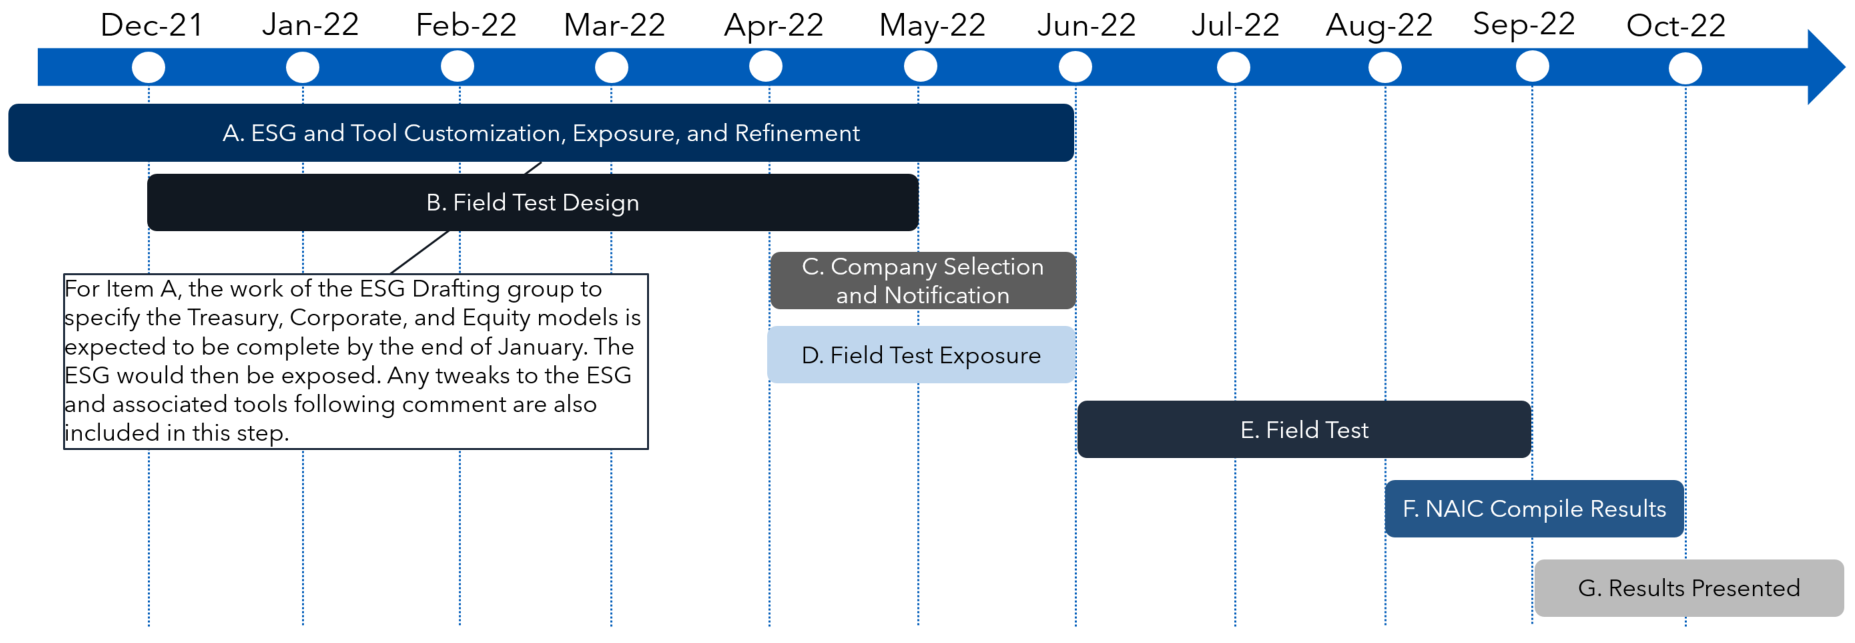 Dec-21 Jan-22 Feb-22 Mar-22 Apr-22 May-22 Jun-22 Jul-22 Aug-22 Sep-22 Oct-22
A. ESG and Tool Customization, Exposure, and Refinement
B. Field Test Design
C. Company Selection
and Notification
For Item A, the work of the ESG Drafting group to
specify the Treasury, Corporate, and Equity models is
expected to be complete by the end of January. The
ESG would then be exposed. Any tweaks to the ESG
and associated tools following comment are also
included in this step.
D. Field Test Exposure
E. Field Test
F. NAIC Compile Results
G. Results Presented